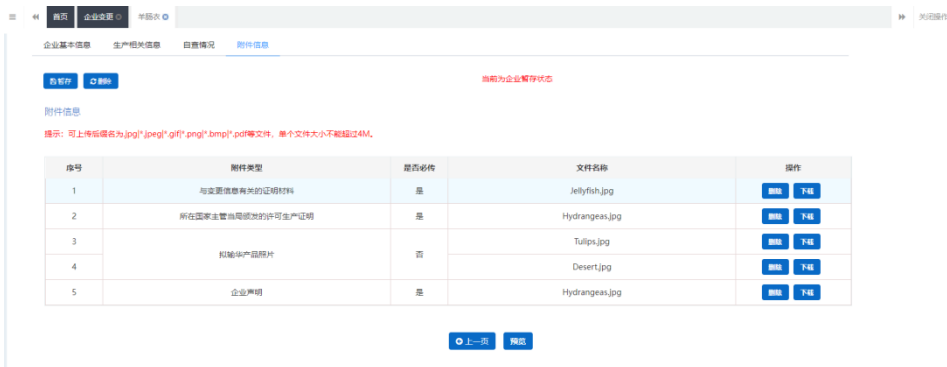 首页 企业变更 羊肠衣 关闭操作
企业基本信息 生产相关信息 自查情况 附件信息
暂存 删除 当前为企业暂存状态
附件信息
提示：可上传后缀名为.jpg|*.jpeg|*.gif|*.png|*.bmp|*.pdf等文件，单个文件大小不能超过4M。
序号 附件类型 是否必传 文件名称 操作
1 与变更信息有关的证明材料 是 Jellyfish.jpg 删除 下载
2 所在国家主管当局颁发的许可生产证明 是 Hydrangeas.jpg 删除 下载
3 拟输华产品照片 否 Tulips.jpg 删除 下载
4 Desert.jpg 删除 下载
5 企业声明 是 Hydrangeas.jpg 删除 下载
上一页 预览